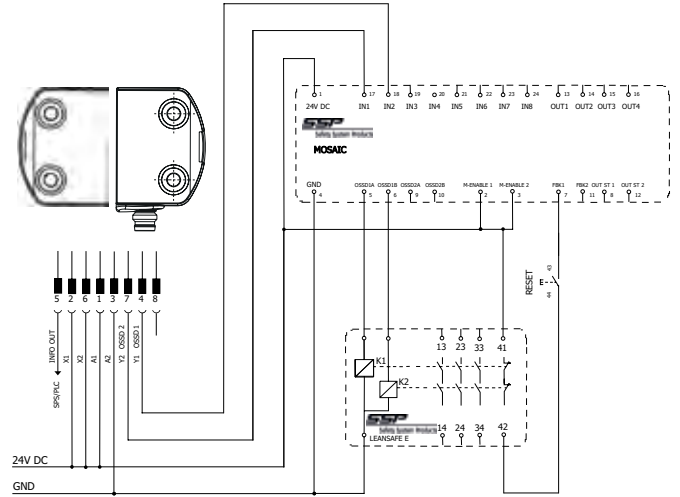 1 17 18 19 20 21 22 23 24 13 14 15 16
24V DC IN1 IN2 IN3 IN4 IN5 IN6 IN7 IN8 OUT1 OUT2 OUT3 OUT4
SSP
Safety System Products
MOSAIC
GND OSSD1A OSSD1B OSSD2A OSSD2B M-ENABLE 1 M-ENABLE 2 FBK1 FBK2 OUT ST 1 OUT ST 2
4 5 6 9 10 2 3 7 11 8 12
5 2 6 1 3 7 4 8
INFO OUT
SPS/PLC
X1
X2
A1
A2
Y2 OSSD 2
Y1 OSSD 1
RESET
E
43
44
13 23 33 41
K1
K2
SSP
Safety System Products
LEANSAFE E
14 24 34 42
24V DC
GND